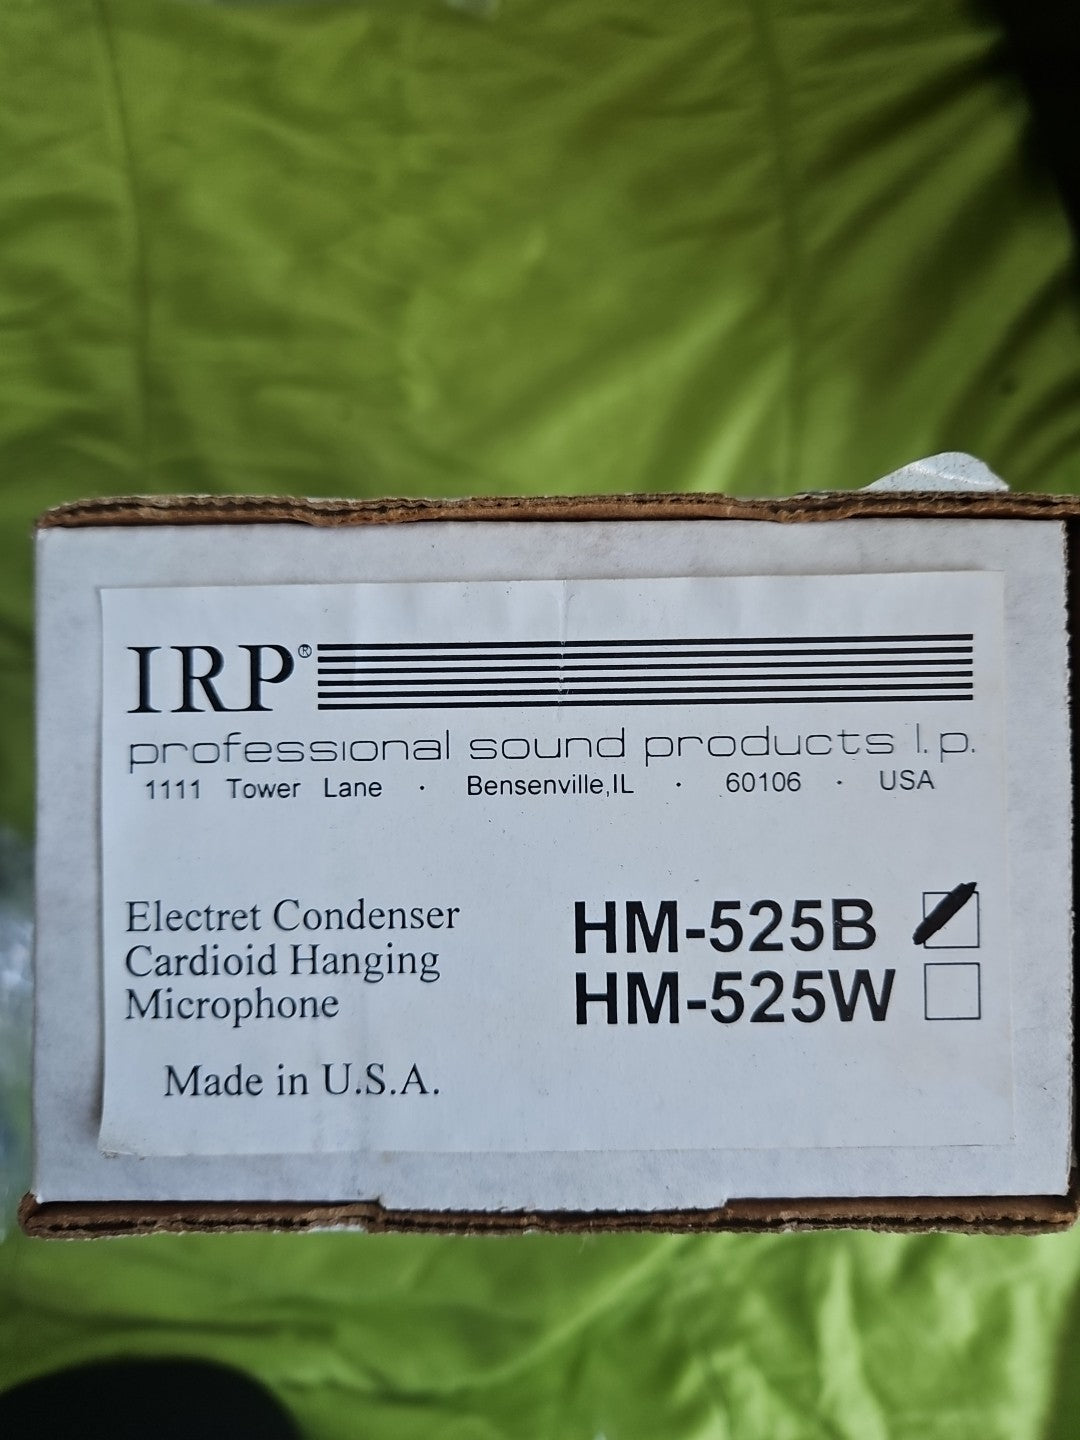 IRP®
professional sound products l.p.
1111 Tower Lane · Bensenville,IL · 60106 · USA
Electret Condenser
Cardioid Hanging
Microphone
HM-525B
HM-525W
Made in U.S.A.